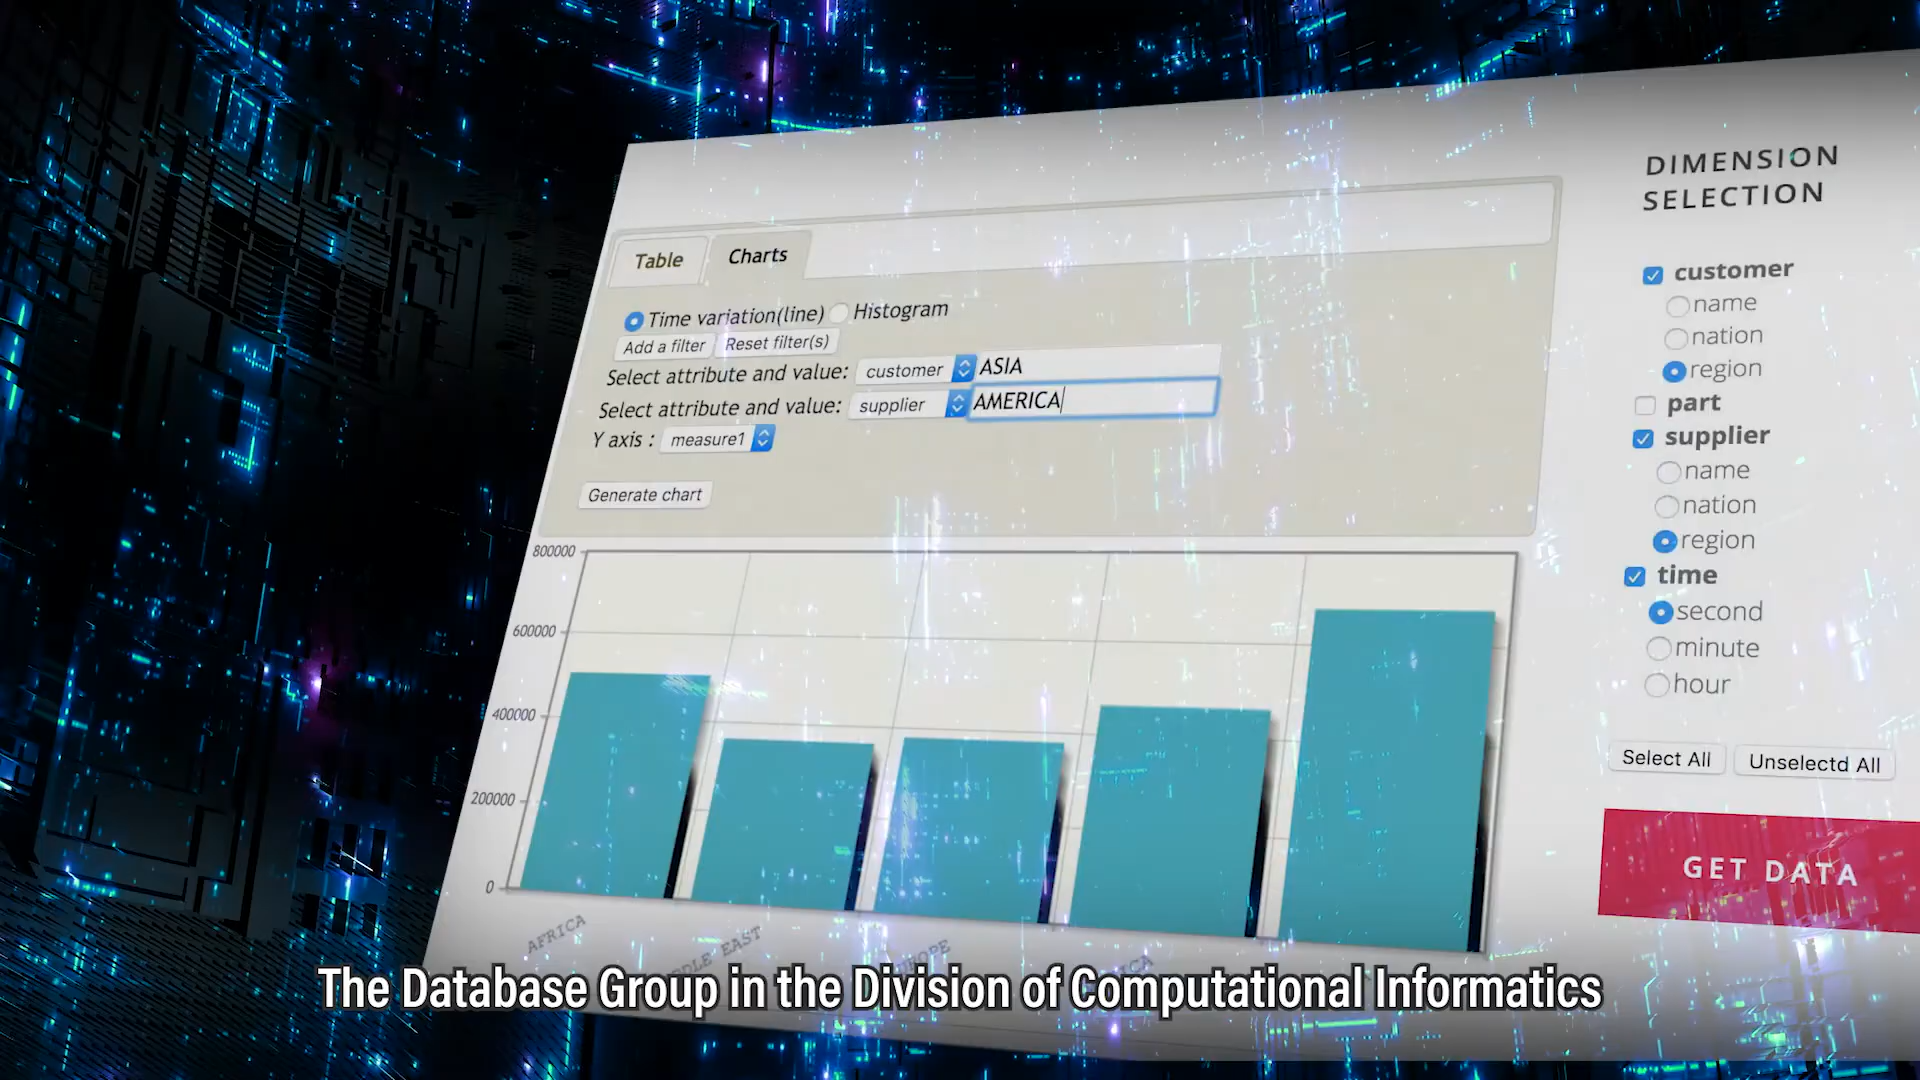 DIMENSION
SELECTION
Table
Charts
Time variation(line)
Histogram
Add a filter
Reset filter(s)
Select attribute and value:
customer
ASIA
Select attribute and value:
supplier
AMERICA
Y axis :
measure1
Generate chart
800000
600000
400000
200000
0
AFRICA
EAST
customer
name
nation
region
part
supplier
name
nation
region
time
second
minute
hour
Select All
Unselectd All
GET DATA
The Database Group in the Division of Computational Informatics